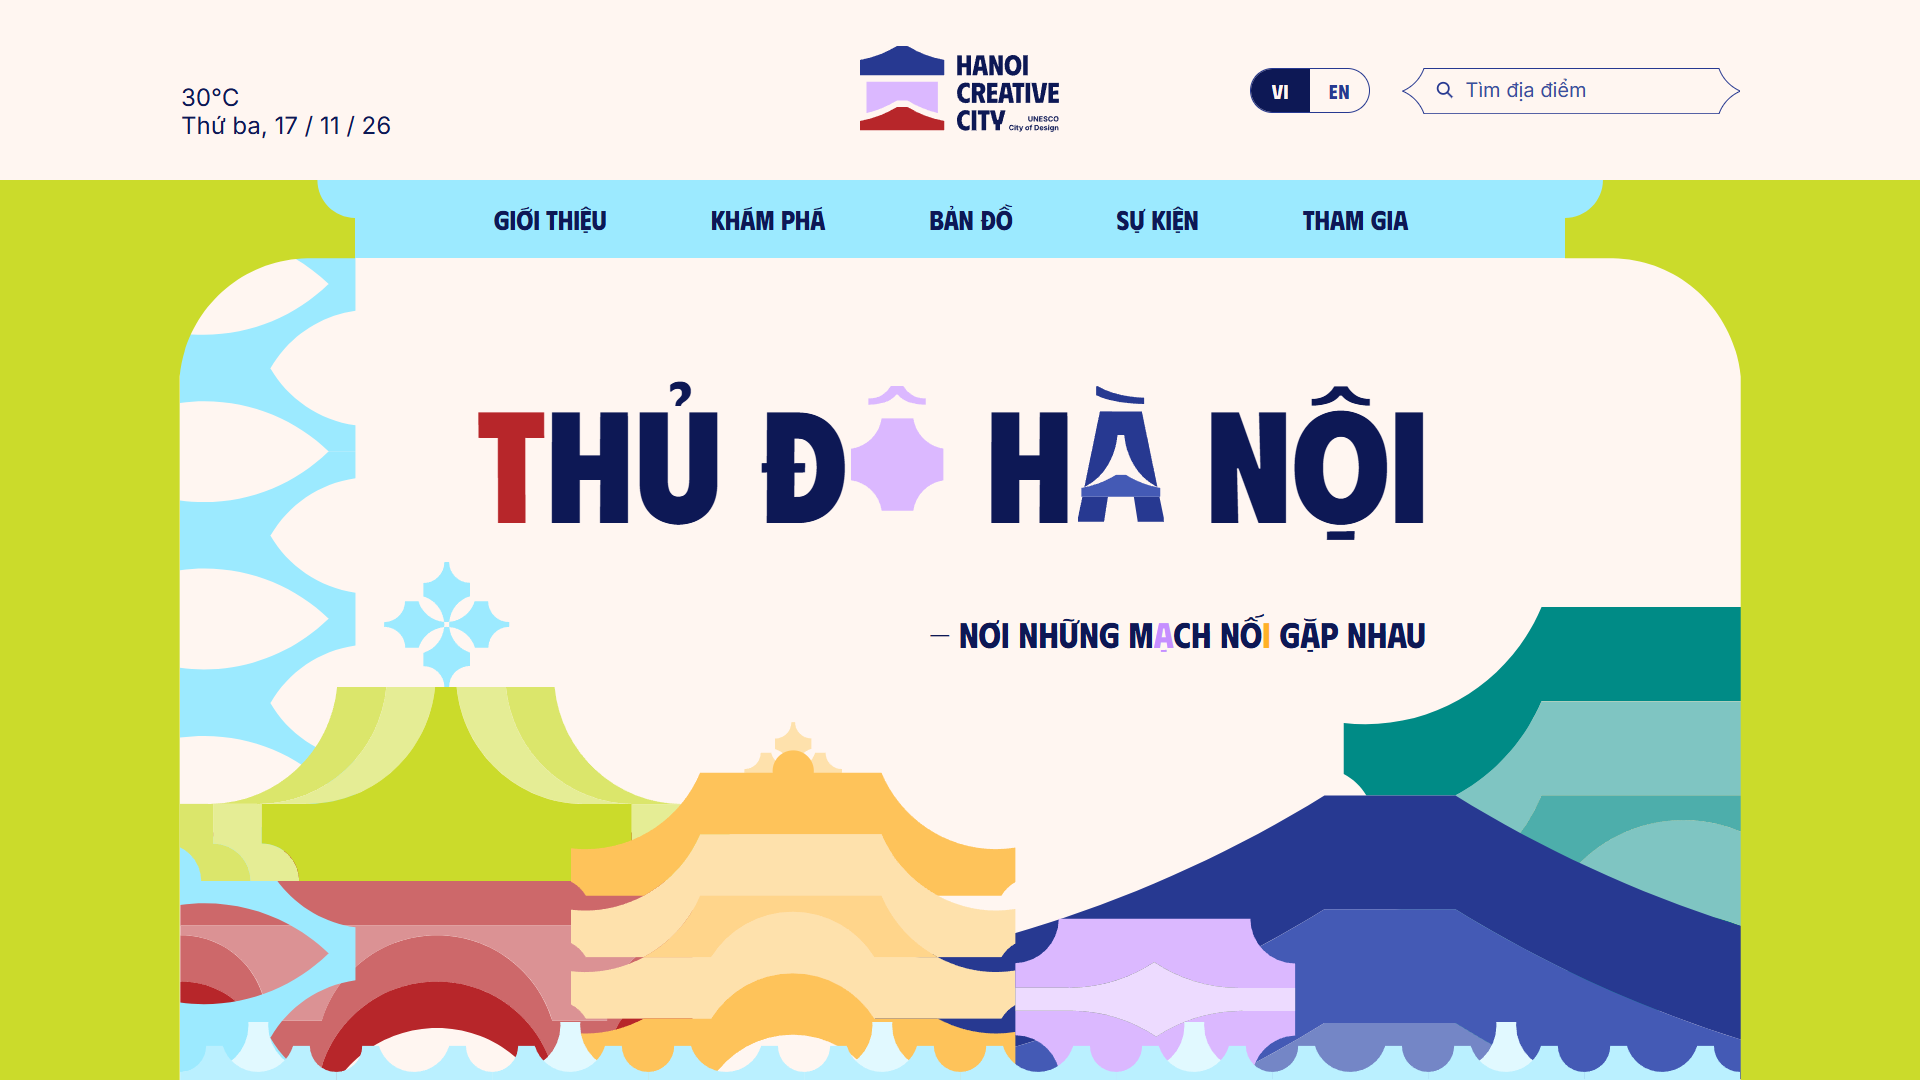 30°C
Thứ ba, 17 / 11 / 26
HANOI
CREATIVE
CITY
UNESCO
City of Design
VI
EN
Tìm địa điểm
GIỚI THIỆU
KHÁM PHÁ
BẢN ĐỒ
SỰ KIỆN
THAM GIA
THỦ ĐÔ HÀ NỘI
— NƠI NHỮNG MẠCH NỐI GẶP NHAU